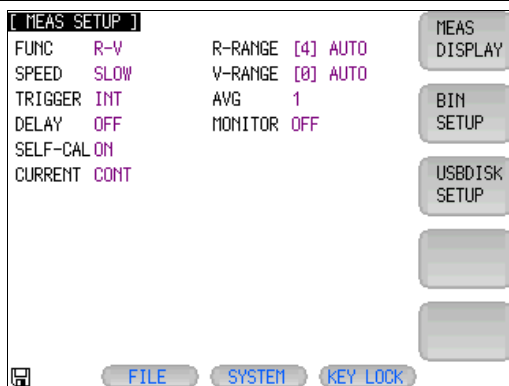 [ MEAS SETUP ]
FUNC R-V R-RANGE [4] AUTO
SPEED SLOW V-RANGE [0] AUTO
TRIGGER INT AVG 1
DELAY OFF MONITOR OFF
SELF-CAL ON
CURRENT CONT
MEAS
DISPLAY
BIN
SETUP
USBDISK
SETUP
FILE SYSTEM KEY LOCK